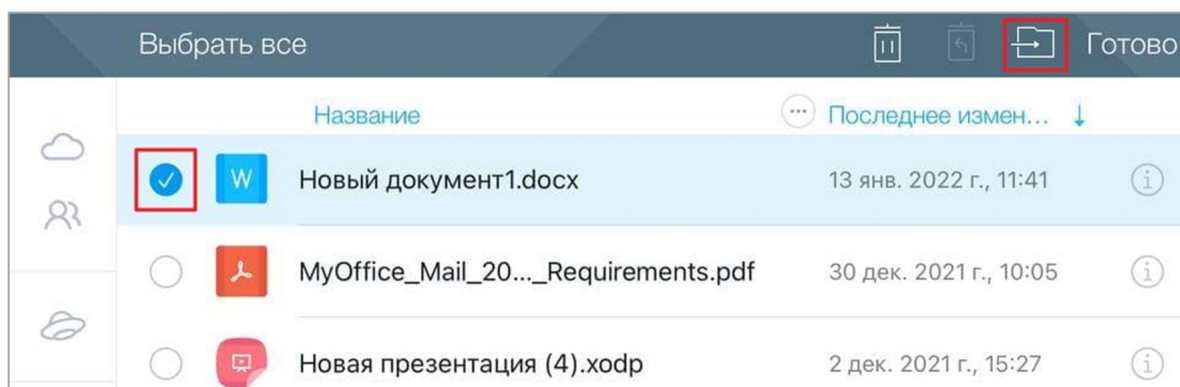 Выбрать все Готово
Название Последнее измен...
W Новый документ1.docx 13 янв. 2022 г., 11:41
MyOffice_Mail_20..._Requirements.pdf 30 дек. 2021 г., 10:05
Новая презентация (4).xodp 2 дек. 2021 г., 15:27